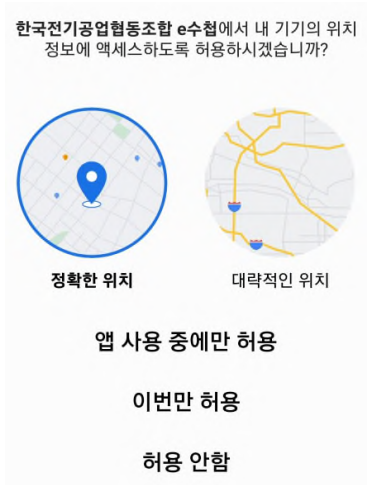 한국전기공업협동조합 e수첩에서 내 기기의 위치
정보에 액세스하도록 허용하시겠습니까?
정확한 위치
대략적인 위치
앱 사용 중에만 허용
이번만 허용
허용 안함